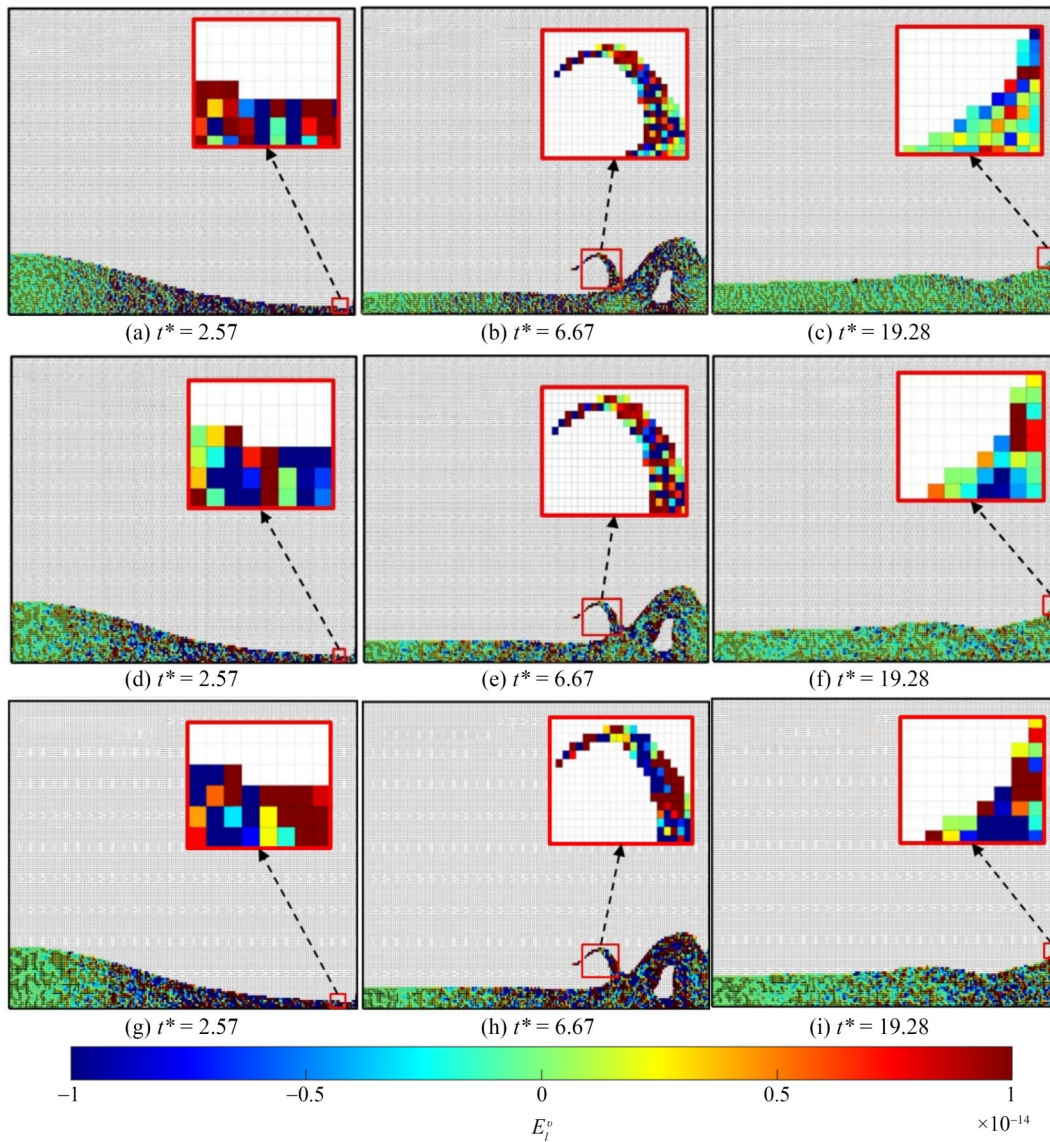 (a) t* = 2.57 (b) t* = 6.67 (c) t* = 19.28
(d) t* = 2.57 (e) t* = 6.67 (f) t* = 19.28
(g) t* = 2.57 (h) t* = 6.67 (i) t* = 19.28
−1 −0.5 0 0.5 1
×10⁻¹⁴
E_l^v